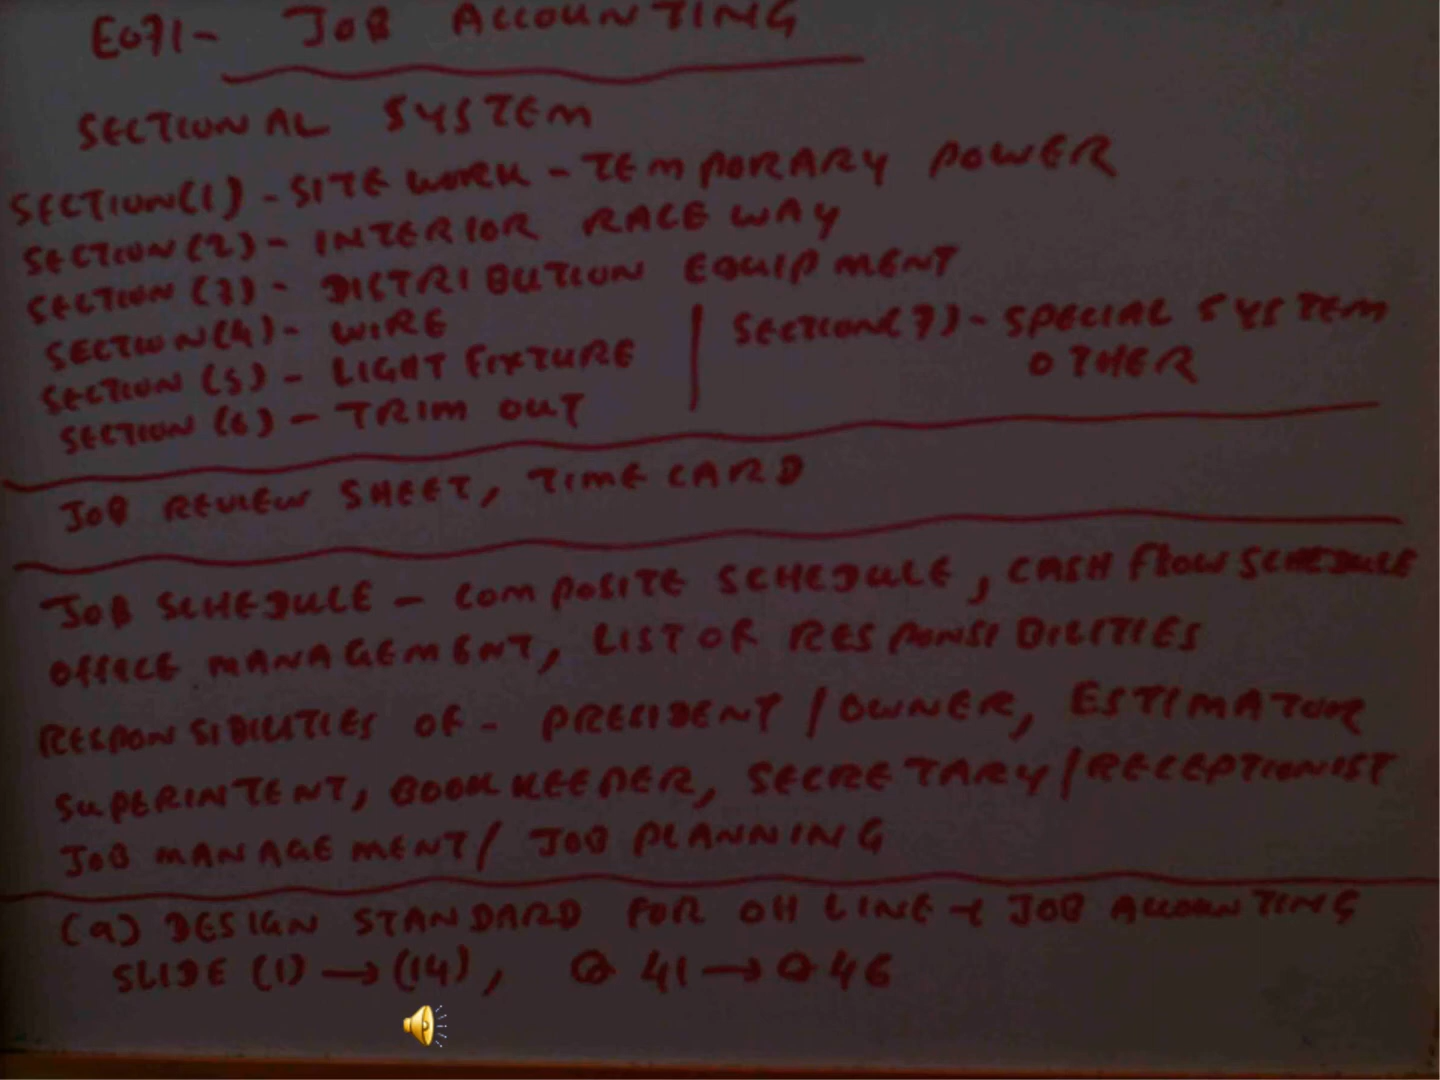 E071- JOB ACCOUNTING
SECTIONAL SYSTEM
SECTION(1) - SITE WORK - TEMPORARY POWER
SECTION(2) - INTERIOR RACEWAY
SECTION(3) - DISTRIBUTION EQUIPMENT
SECTION(4) - WIRE
SECTION(5) - LIGHT FIXTURE
SECTION(6) - TRIM OUT
SECTION(7) - SPECIAL SYSTEM
OTHER
JOB REVIEW SHEET, TIME CARD
JOB SCHEDULE - COMPOSITE SCHEDULE, CASH FLOW SCHEDULE
OFFICE MANAGEMENT, LIST OF RESPONSIBILITIES
RESPONSIBILITIES OF - PRESIDENT / OWNER, ESTIMATOR
SUPERINTENT, BOOKKEEPER, SECRETARY/RECEPTIONIST
JOB MANAGEMENT/ JOB PLANNING
(a) DESIGN STANDARD FOR OH LINE & JOB ACCOUNTING
SLIDE (1) → (14), Q 41 → Q 46